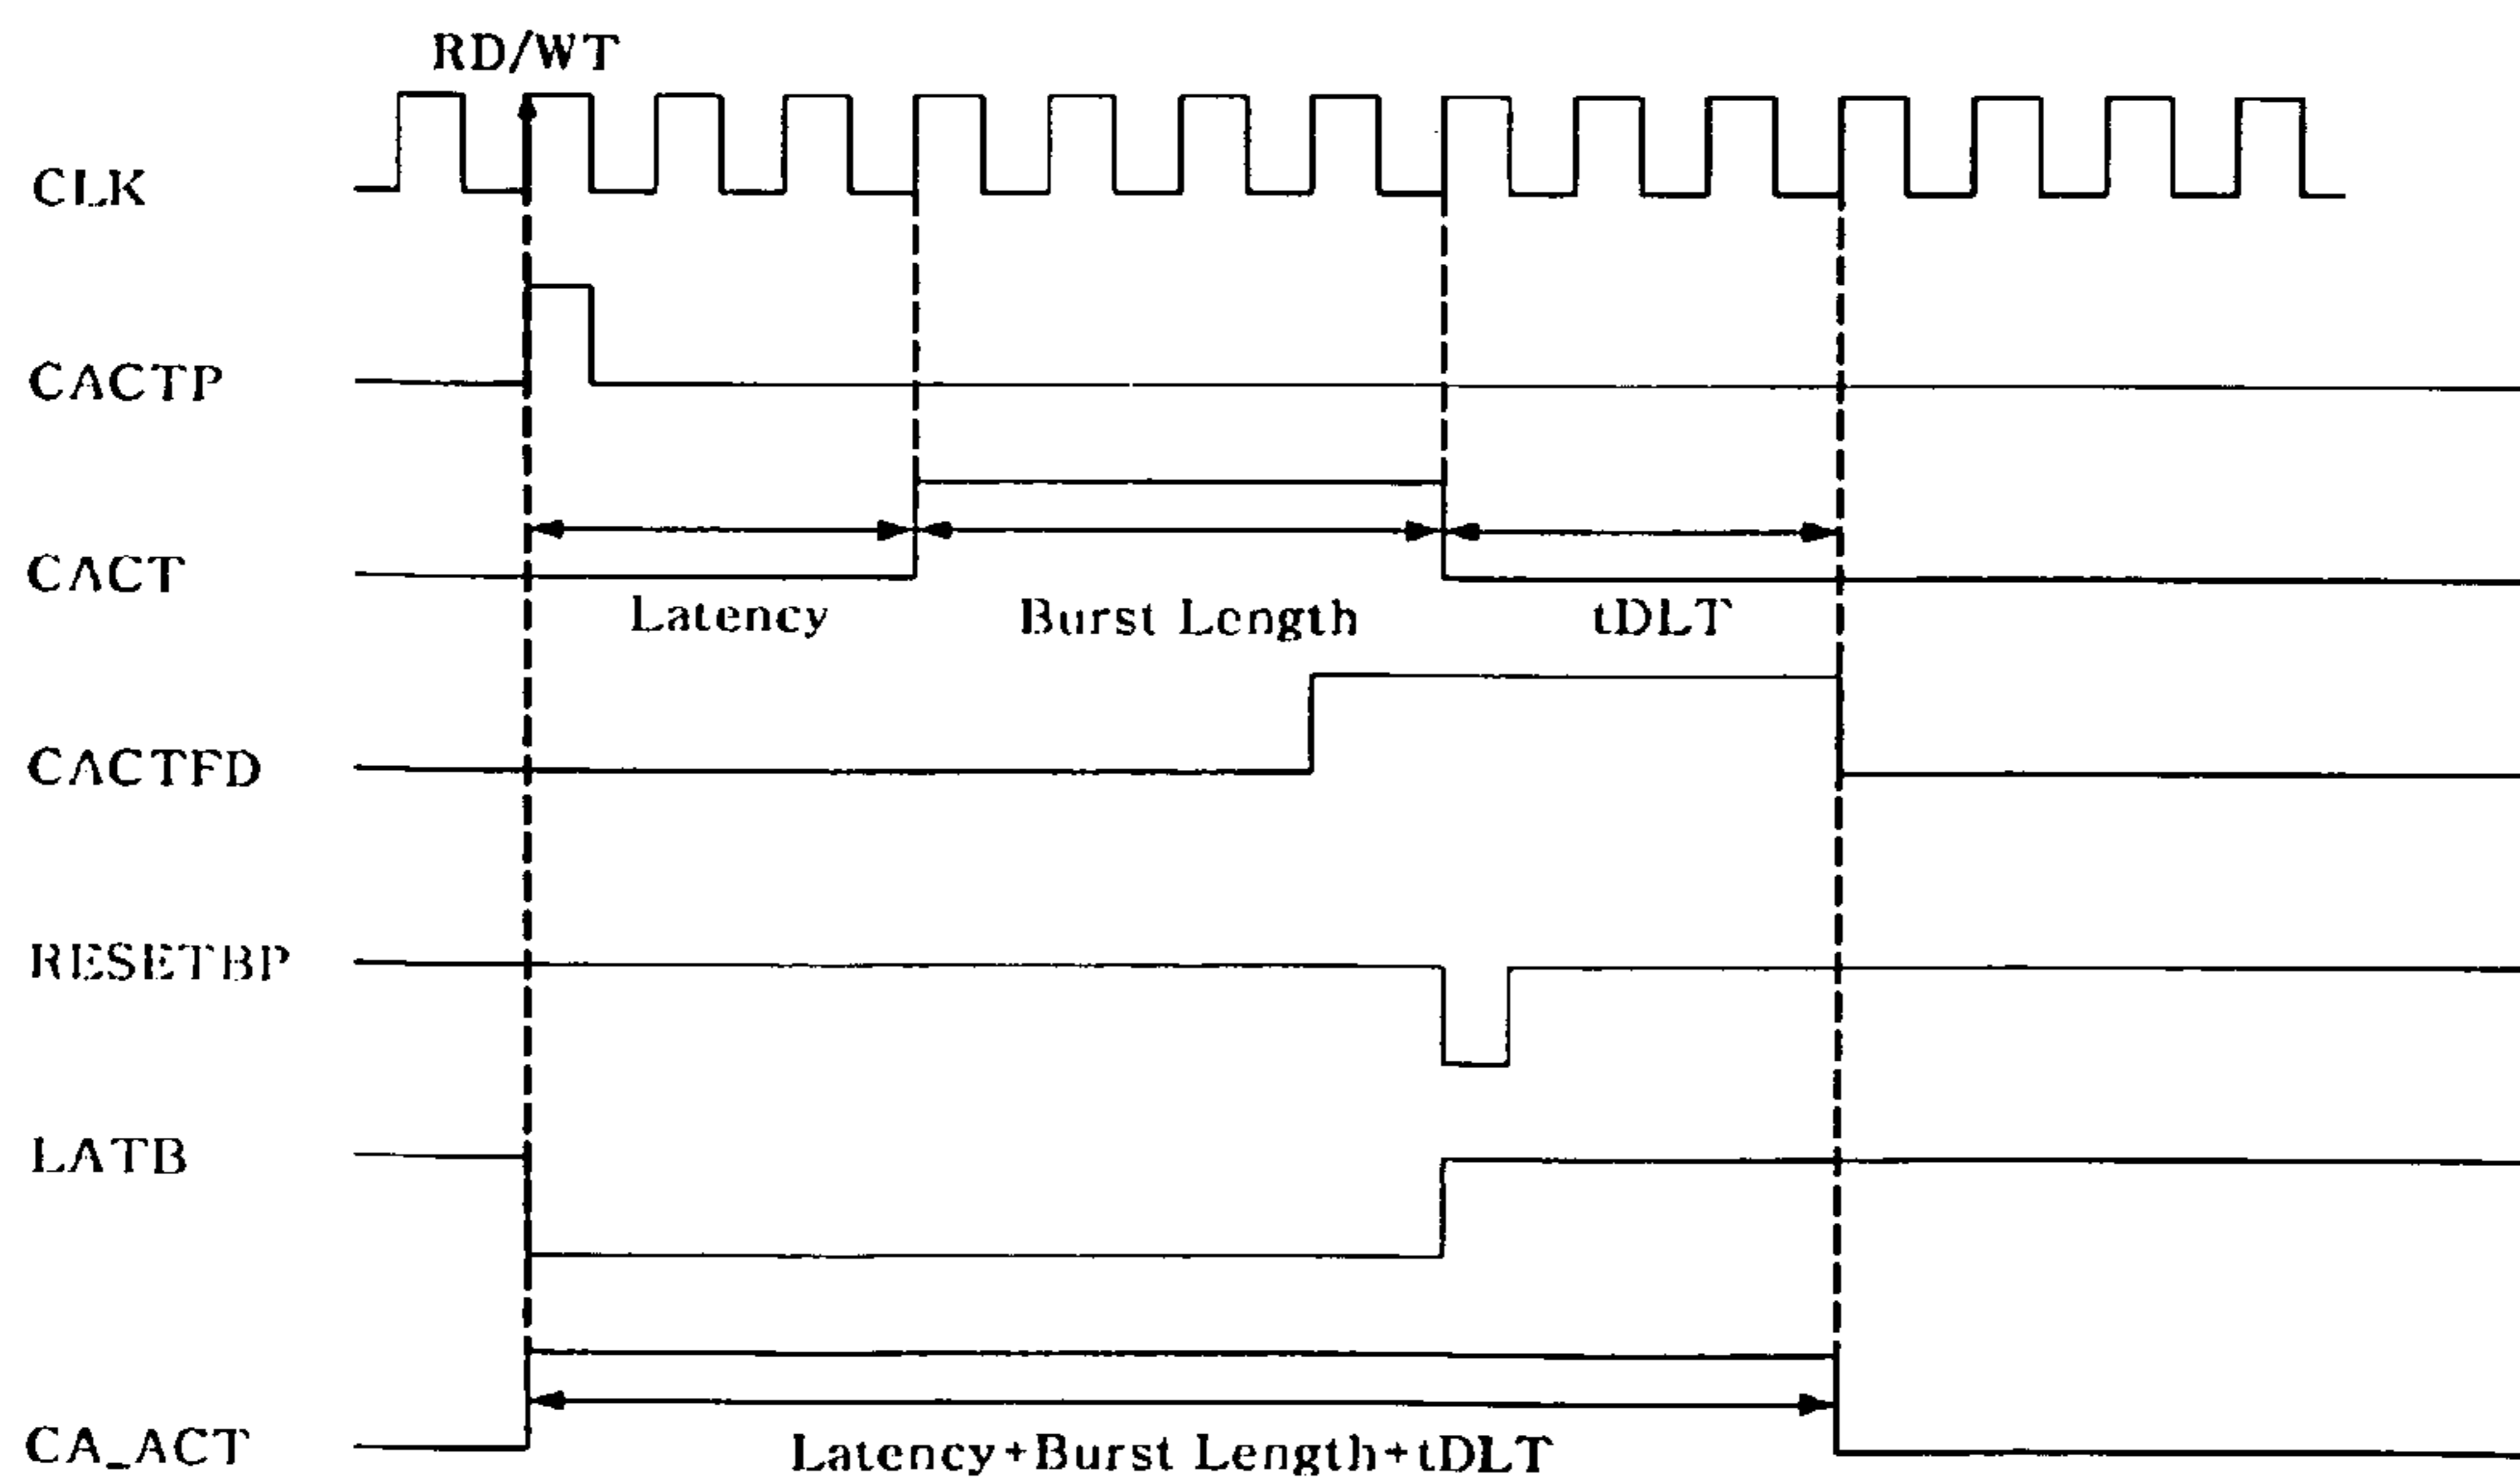 RD/WT
CLK
CACTP
CACT
Latency Burst Length tDLT
CACTFD
RESETBP
LATB
CA_ACT
Latency+Burst Length+tDLT